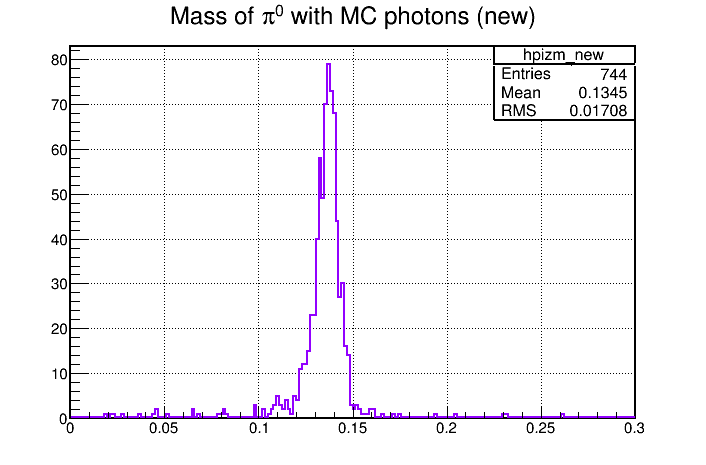 Mass of π⁰ with MC photons (new)
hpizm_new
Entries 744
Mean 0.1345
RMS 0.01708
80
70
60
50
40
30
20
10
0
0 0.05 0.1 0.15 0.2 0.25 0.3